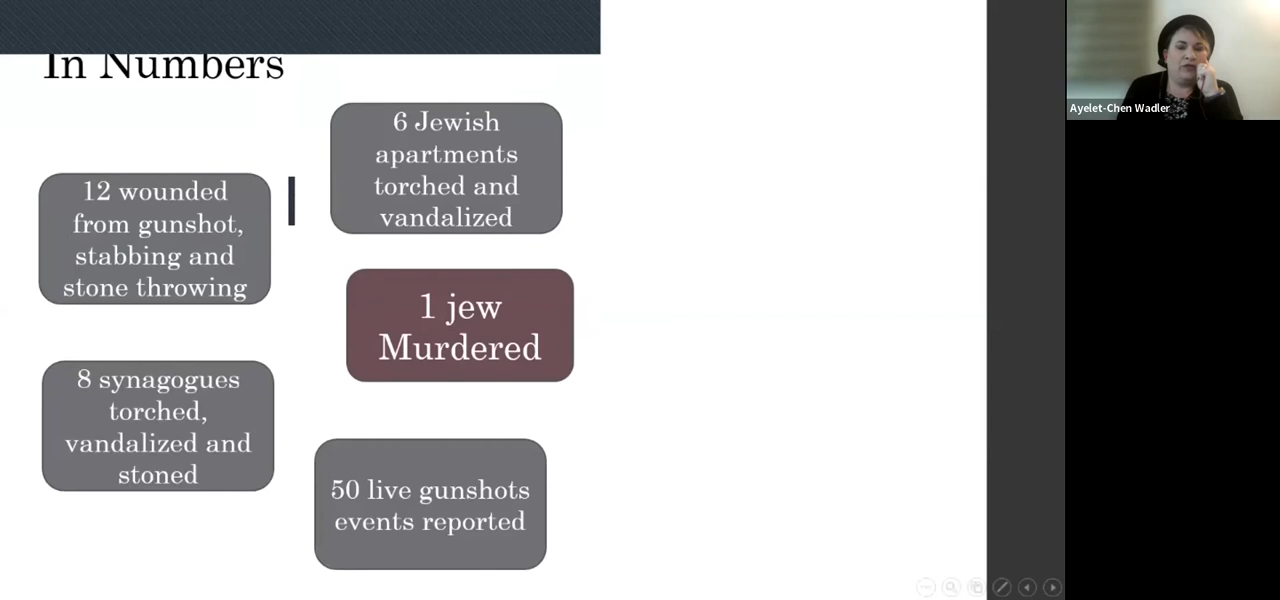 In Numbers
6 Jewish
apartments
torched and
vandalized
12 wounded
from gunshot,
stabbing and
stone throwing
1 jew
Murdered
8 synagogues
torched,
vandalized and
stoned
50 live gunshots
events reported
Ayelet-Chen Wadler